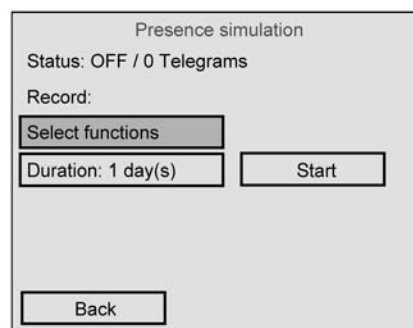 Presence simulation
Status: OFF / 0 Telegrams
Record:
Select functions
Duration: 1 day(s) Start
Back